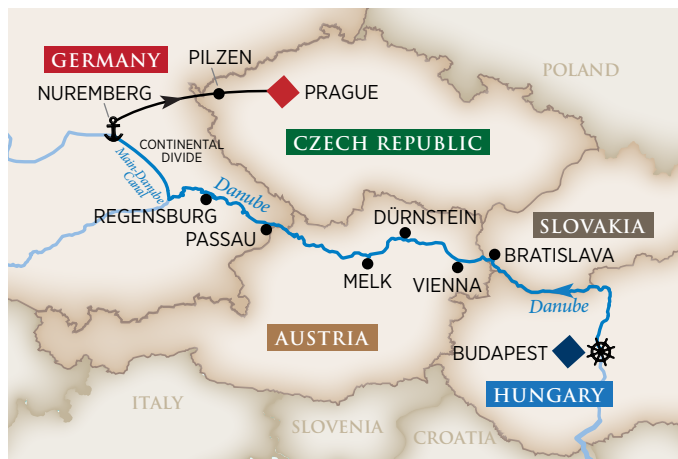 GERMANY
PILZEN
POLAND
NUREMBERG
PRAGUE
CZECH REPUBLIC
CONTINENTAL
DIVIDE
Main-Danube
Canal
Danube
REGENSBURG
PASSAU
DÜRNSTEIN
SLOVAKIA
BRATISLAVA
MELK
VIENNA
Danube
AUSTRIA
BUDAPEST
HUNGARY
ITALY
SLOVENIA
CROATIA